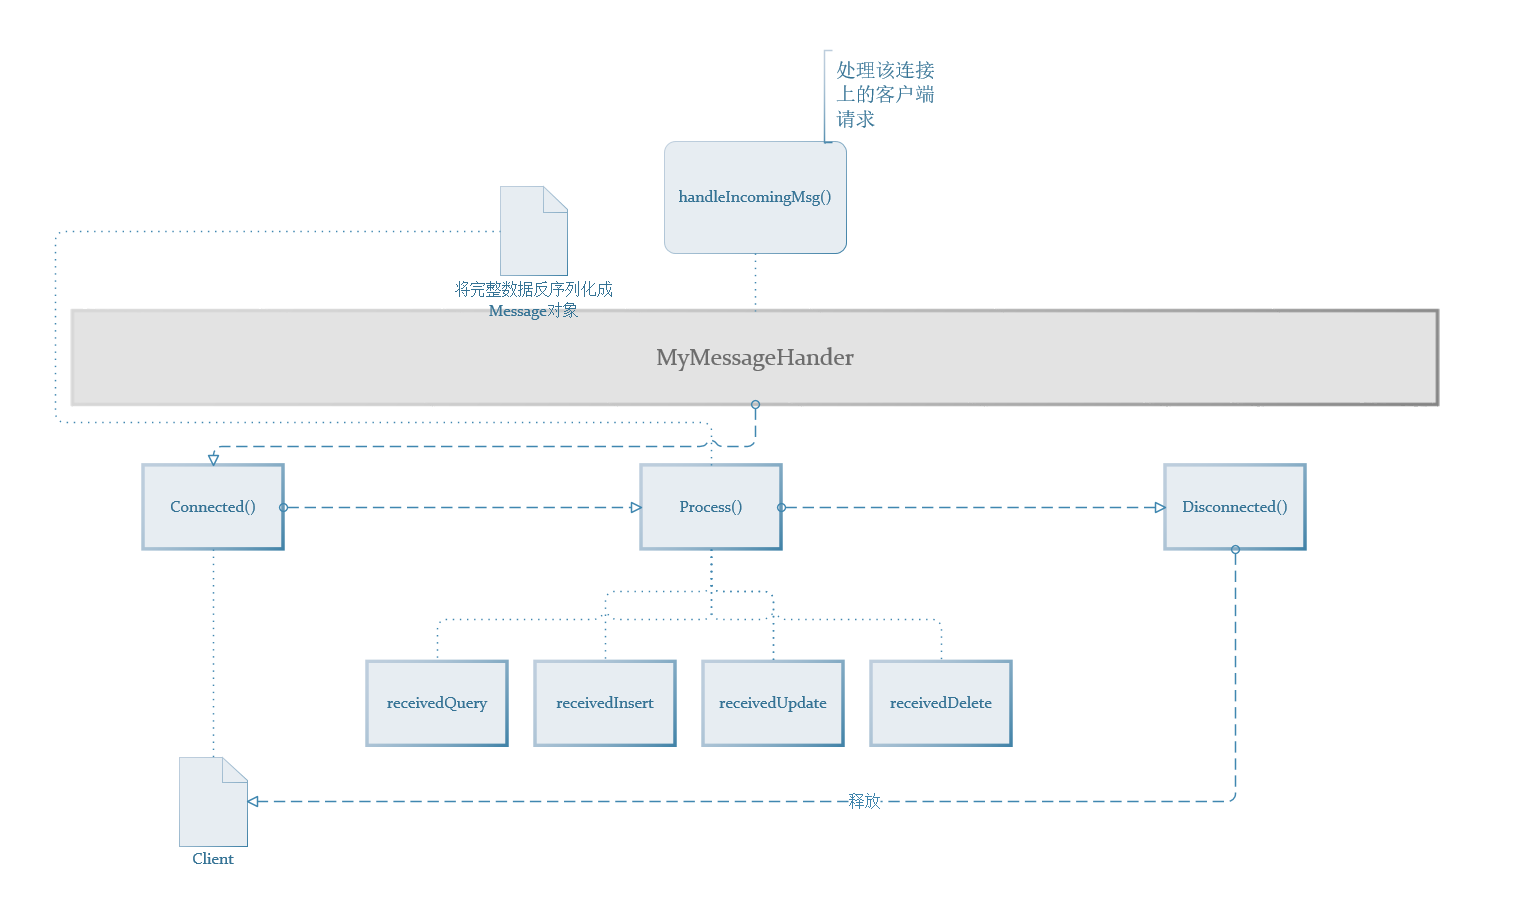 处理该连接
上的客户端
请求
handleIncomingMsg()
将完整数据反序列化成
Message对象
MyMessageHander
Connected()
Process()
Disconnected()
receivedQuery
receivedInsert
receivedUpdate
receivedDelete
释放
Client